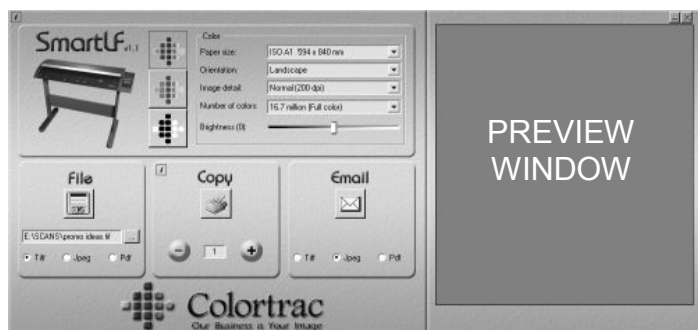 SmartLF v1.1
Color
Paper size: ISO A1 594 x 840 mm
Orientation: Landscape
Image detail: Normal (200 dpi)
Number of colors: 16.7 million (Full color)
Brightness (0):
File
E:\SCANS\promo ideas.tif
...
Tiff Jpeg Pdf
i
Copy
1
Email
Tiff Jpeg Pdf
Colortrac
Our Business is Your Image
PREVIEW
WINDOW